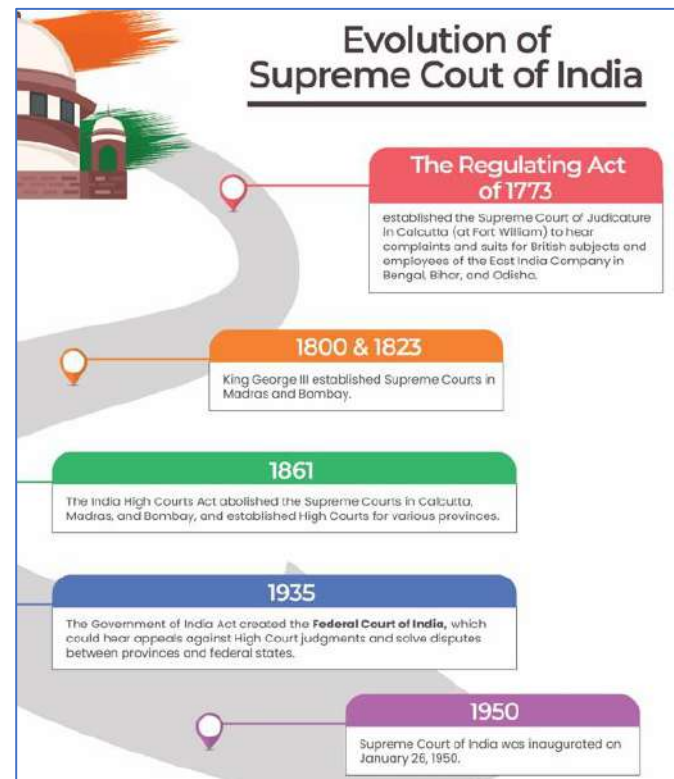 Evolution of
Supreme Cout of India
The Regulating Act
of 1773
established the Supreme Court of Judicature
in Calcutta (at Fort William) to hear
complaints and suits for British subjects and
employees of the East India Company in
Bengal, Bihar, and Odisha.
1800 & 1823
King George III established Supreme Courts in
Madras and Bombay.
1861
The India High Courts Act abolished the Supreme Courts in Calcutta,
Madras, and Bombay, and established High Courts for various provinces.
1935
The Government of India Act created the Federal Court of India, which
could hear appeals against High Court judgments and solve disputes
between provinces and federal states.
1950
Supreme Court of India was inaugurated on
January 26, 1950.